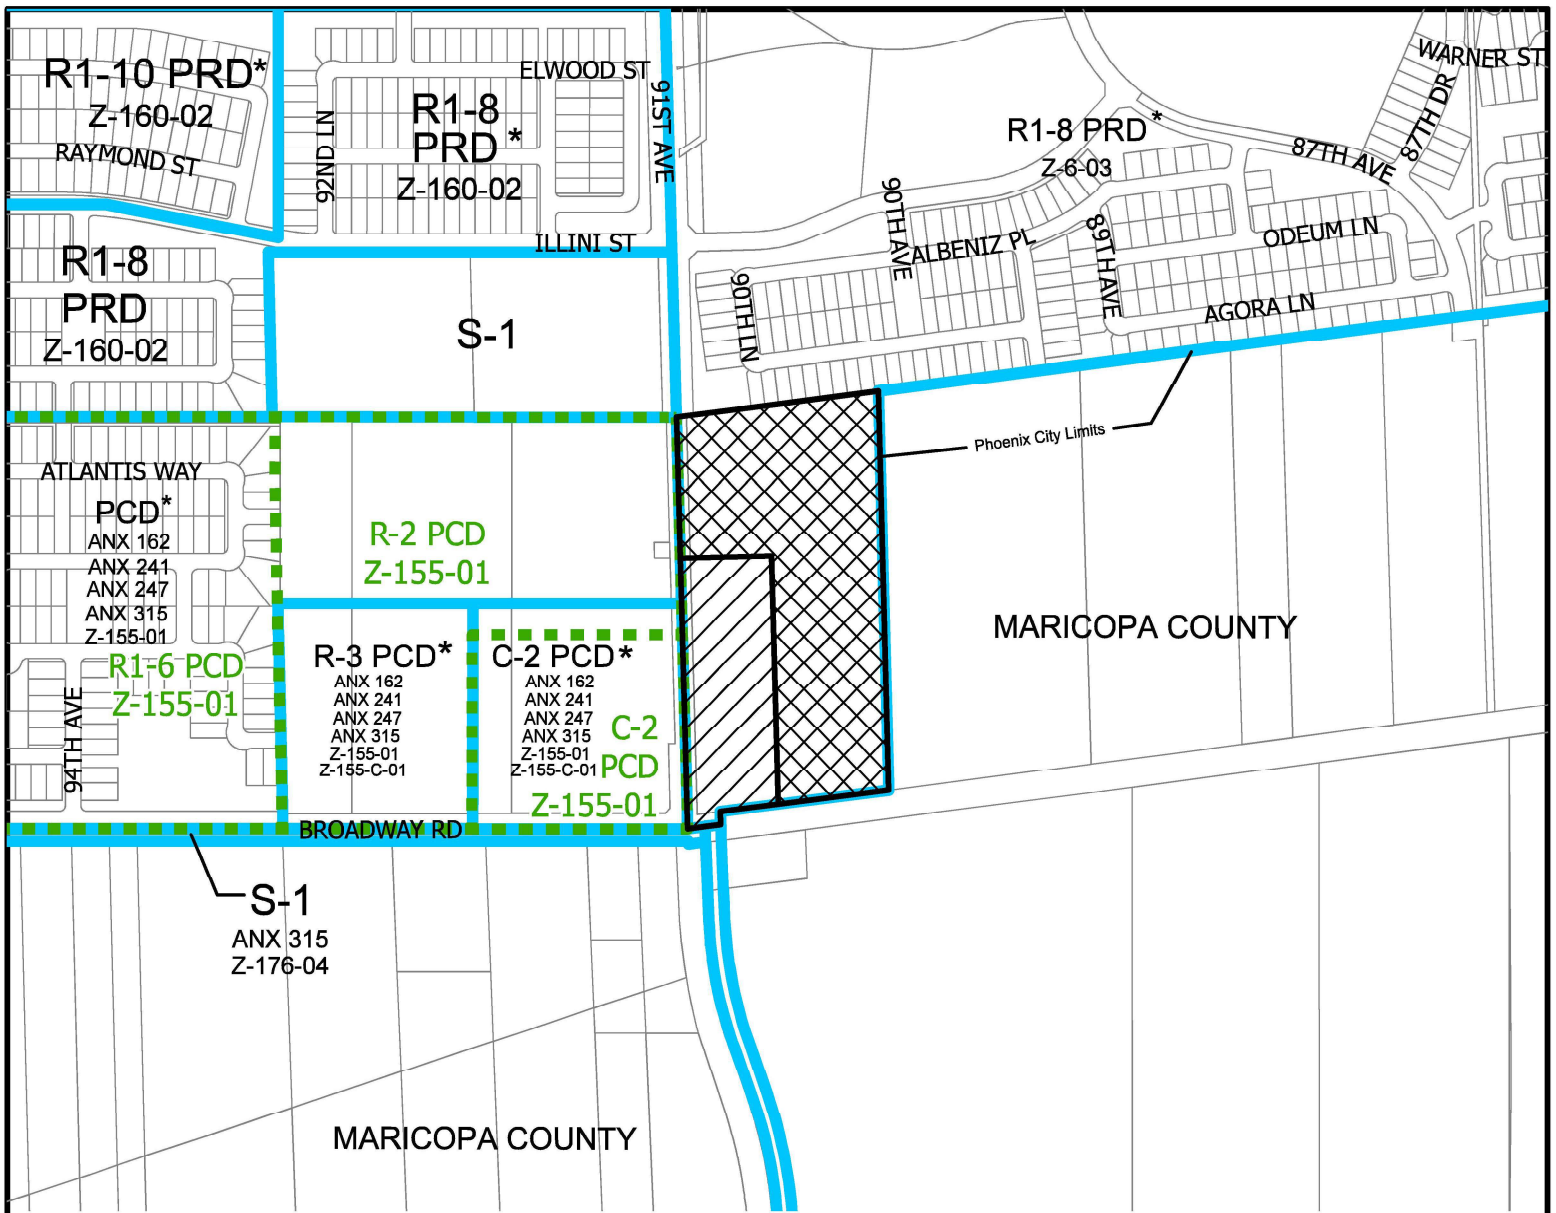 R1-10 PRD*
Z-160-02
RAYMOND ST
92ND LN
R1-8
PRD *
Z-160-02
ELWOOD ST
91ST AVE
ILLINI ST
R1-8 PRD *
Z-6-03
WARNER ST
87TH DR
87TH AVE
90TH AVE
ALBENIZ PL
89TH AVE
ODEUM LN
AGORA LN
90TH LN
R1-8
PRD
Z-160-02
S-1
Phoenix City Limits
ATLANTIS WAY
PCD*
ANX 162
ANX 241
ANX 247
ANX 315
Z-155-01
R1-6 PCD
Z-155-01
94TH AVE
R-2 PCD
Z-155-01
R-3 PCD*
ANX 162
ANX 241
ANX 247
ANX 315
Z-155-01
Z-155-C-01
C-2 PCD*
ANX 162
ANX 241
ANX 247
ANX 315
Z-155-01
Z-155-C-01
C-2
PCD
Z-155-01
MARICOPA COUNTY
BROADWAY RD
S-1
ANX 315
Z-176-04
MARICOPA COUNTY